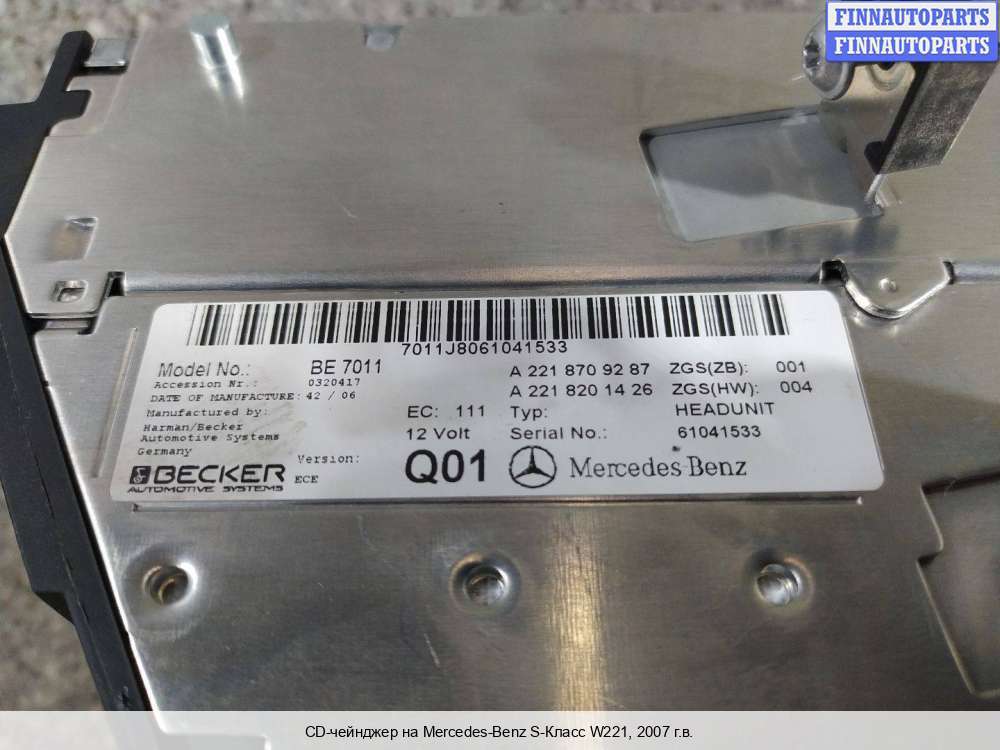 FINNAUTOPARTS
FINNAUTOPARTS
7011J8061041533
Model No.: BE 7011 A 221 870 92 87 ZGS(ZB): 001
Accession Nr.: 0320417 A 221 820 14 26 ZGS(HW): 004
DATE OF MANUFACTURE: 42 / 06
Manufactured by: EC: 111 Typ: HEADUNIT
Harman/Becker
Automotive Systems 12 Volt Serial No.: 61041533
Germany
BECKER Version: Q01 Mercedes-Benz
AUTOMOTIVE SYSTEMS ECE
CD-чейнджер на Mercedes-Benz S-Класс W221, 2007 г.в.